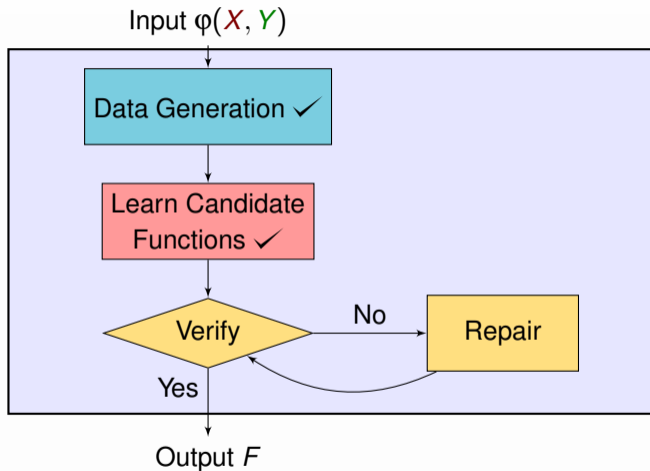 Input φ(X, Y)
Data Generation ✓
Learn Candidate
Functions ✓
Verify
No
Repair
Yes
Output F